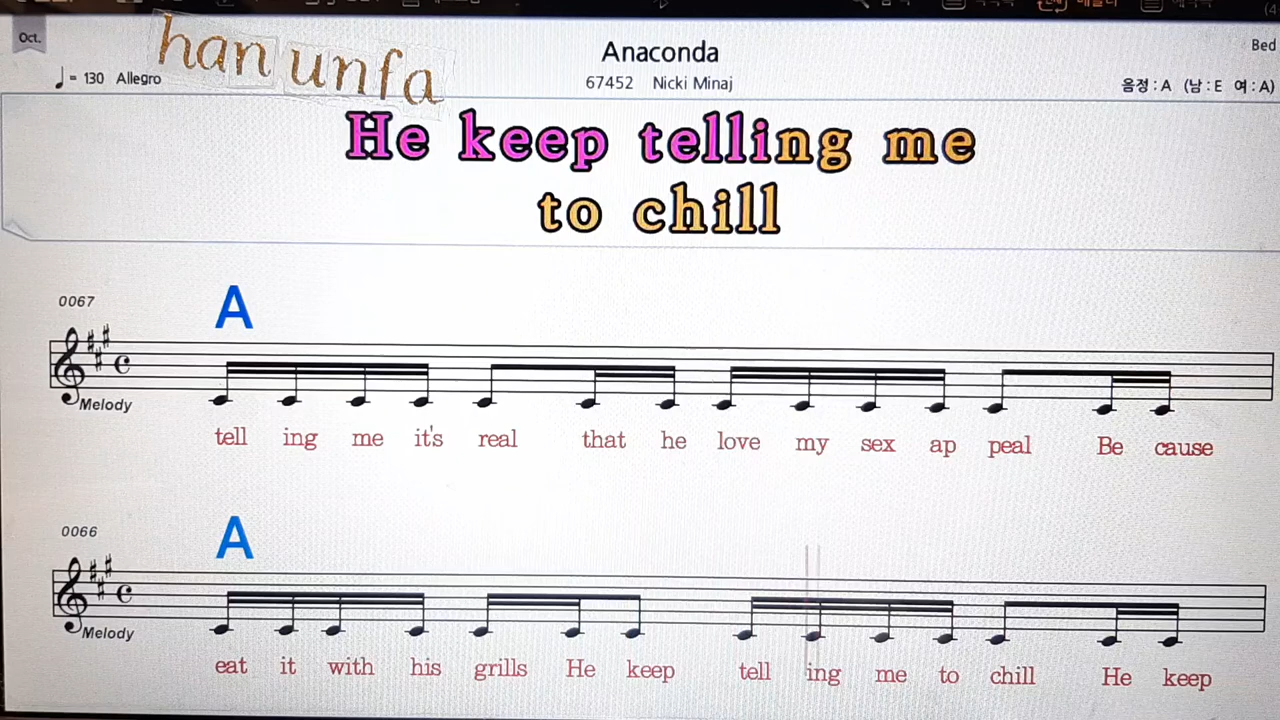 Oct.
han unfa
Anaconda
Bed
♩= 130 Allegro
67452 Nicki Minaj
음정 : A (남 : E 여 : A)
He keep telling me
to chill
0067
A
Melody
tell ing me it's real that he love my sex ap peal Be cause
0066
A
Melody
eat it with his grills He keep tell ing me to chill He keep